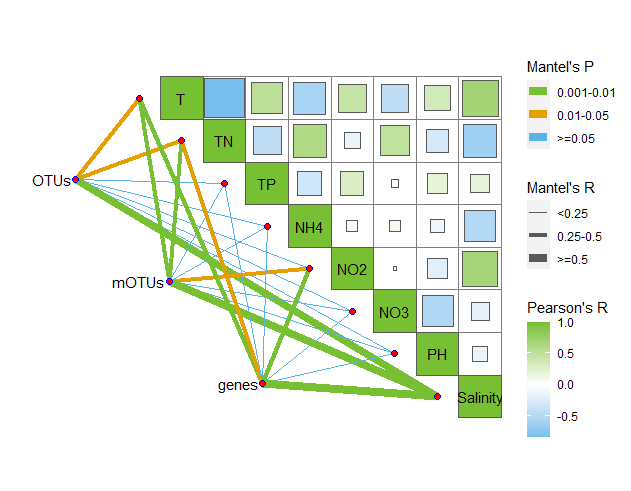 Mantel's P
0.001-0.01
0.01-0.05
>=0.05
Mantel's R
<0.25
0.25-0.5
>=0.5
Pearson's R
1.0
0.5
0.0
-0.5
T
TN
TP
NH4
NO2
NO3
PH
Salinity
OTUs
mOTUs
genes